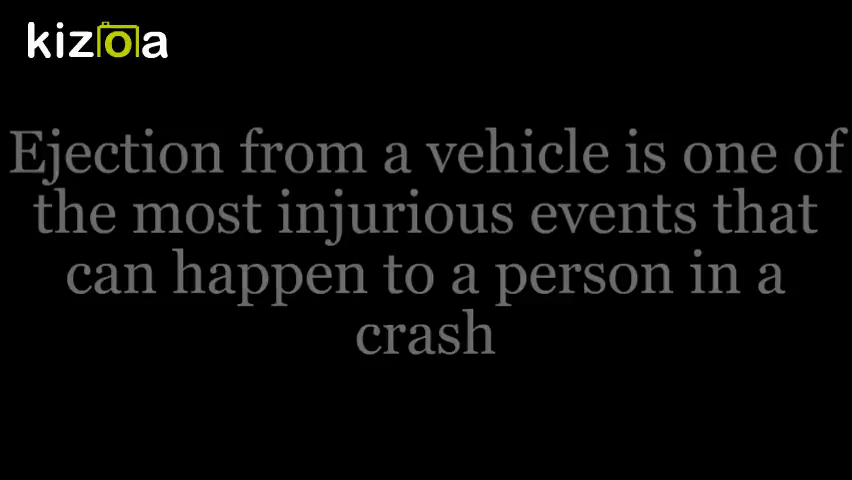 kizoa
Ejection from a vehicle is one of
the most injurious events that
can happen to a person in a
crash